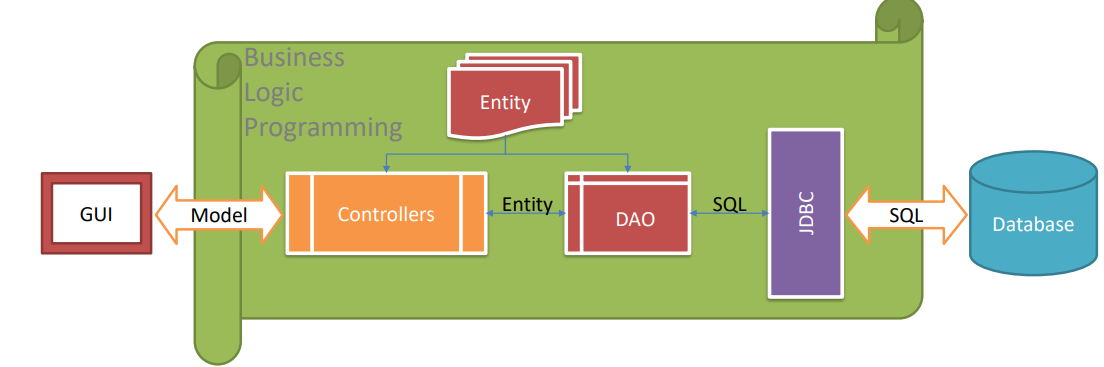 Business
Logic
Programming
Entity
GUI
Model
Controllers
Entity
DAO
SQL
JDBC
SQL
Database